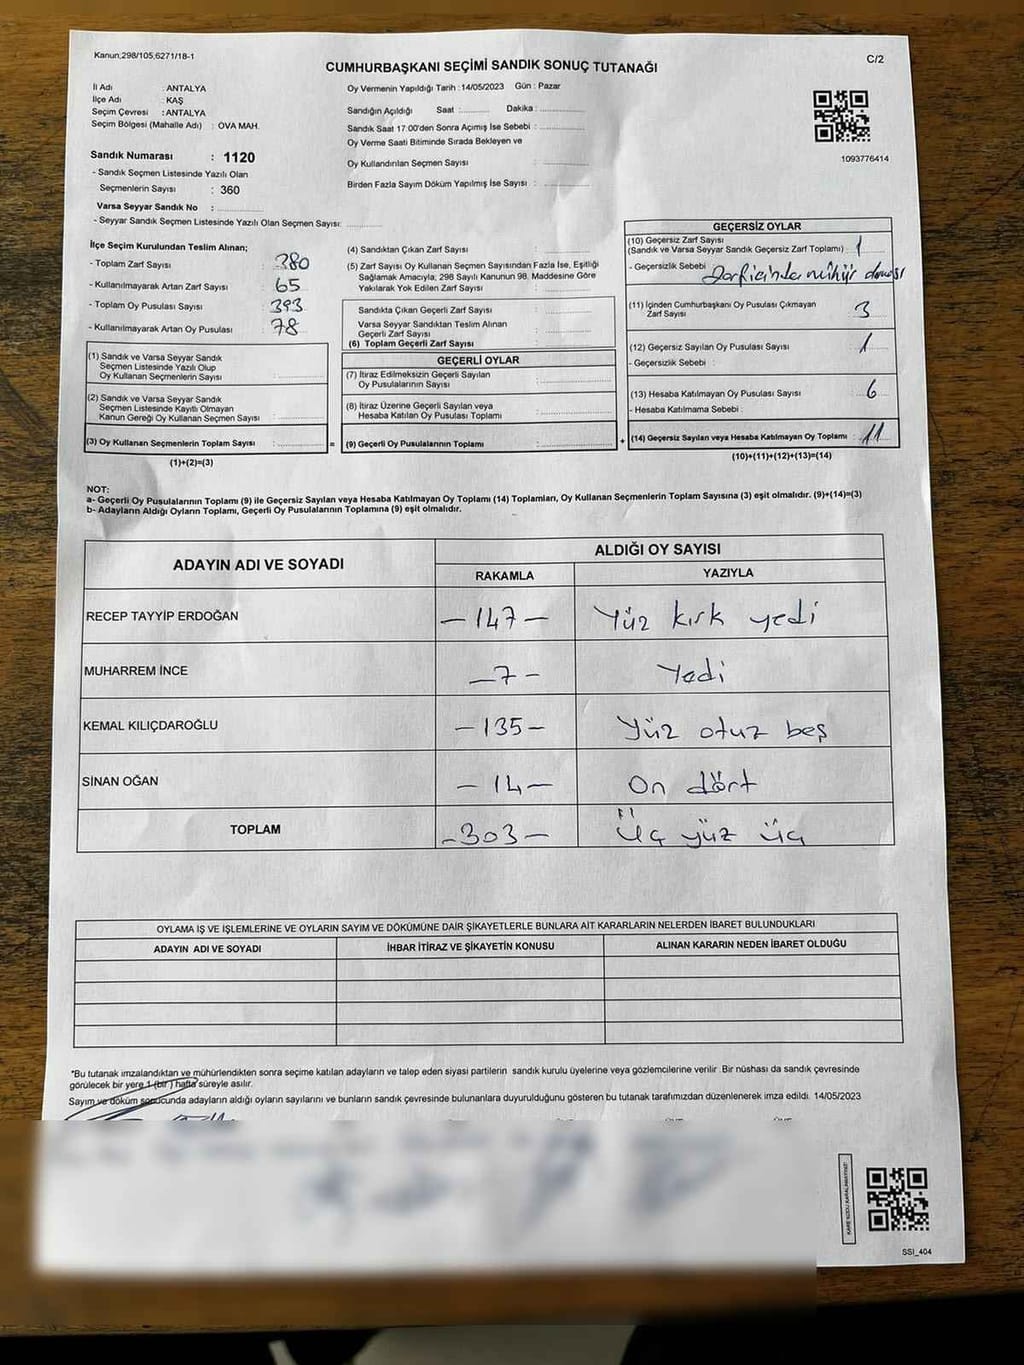 Kanun;298/105,6271/18-1
C/2
CUMHURBAŞKANI SEÇİMİ SANDIK SONUÇ TUTANAĞI
İl Adı : ANTALYA
İlçe Adı : KAŞ
Seçim Çevresi : ANTALYA
Seçim Bölgesi (Mahalle Adı) : OVA MAH.
Sandık Numarası : 1120
- Sandık Seçmen Listesinde Yazılı Olan
Seçmenlerin Sayısı : 360
Varsa Seyyar Sandık No :
- Seyyar Sandık Seçmen Listesinde Yazılı Olan Seçmen Sayısı:
Oy Vermenin Yapıldığı Tarih : 14/05/2023 Gün : Pazar
Sandığın Açıldığı Saat : Dakika :
Sandık Saat 17:00'den Sonra Açımış İse Sebebi :
Oy Verme Saati Bitiminde Sırada Bekleyen ve
Oy Kullandırılan Seçmen Sayısı :
Birden Fazla Sayım Döküm Yapılmış İse Sayısı :
1093776414
İlçe Seçim Kurulundan Teslim Alınan;
- Toplam Zarf Sayısı : 380
- Kullanılmayarak Artan Zarf Sayısı : 65
- Toplam Oy Pusulası Sayısı : 393
- Kullanılmayarak Artan Oy Pusulası : 78
(1) Sandık ve Varsa Seyyar Sandık
Seçmen Listesinde Yazılı Olup
Oy Kullanan Seçmenlerin Sayısı :
(2) Sandık ve Varsa Seyyar Sandık
Seçmen Listesinde Kayıtlı Olmayan
Kanun Gereği Oy Kullanan Seçmen Sayısı :
(3) Oy Kullanan Seçmenlerin Toplam Sayısı : =
(1)+(2)=(3)
(4) Sandıktan Çıkan Zarf Sayısı :
(5) Zarf Sayısı Oy Kullanan Seçmen Sayısından Fazla İse, Eşitliği
Sağlamak Amacıyla, 298 Sayılı Kanunun 98. Maddesine Göre
Yakılarak Yok Edilen Zarf Sayısı :
Sandıkta Çıkan Geçerli Zarf Sayısı :
Varsa Seyyar Sandıktan Teslim Alınan
Geçerli Zarf Sayısı :
(6) Toplam Geçerli Zarf Sayısı :
GEÇERLİ OYLAR
(7) İtiraz Edilmeksizin Geçerli Sayılan
Oy Pusulalarının Sayısı :
(8) İtiraz Üzerine Geçerli Sayılan veya
Hesaba Katılan Oy Pusulası Toplamı :
(9) Geçerli Oy Pusulalarının Toplamı : +
GEÇERSİZ OYLAR
(10) Geçersiz Zarf Sayısı
(Sandık ve Varsa Seyyar Sandık Geçersiz Zarf Toplamı) : 1
- Geçersizlik Sebebi : Zarf içinde mühür
(11) İçinden Cumhurbaşkanı Oy Pusulası Çıkmayan
Zarf Sayısı : 3
(12) Geçersiz Sayılan Oy Pusulası Sayısı : 1
- Geçersizlik Sebebi :
(13) Hesaba Katılmayan Oy Pusulası Sayısı : 6
- Hesaba Katılmama Sebebi :
(14) Geçersiz Sayılan veya Hesaba Katılmayan Oy Toplamı : 11
(10)+(11)+(12)+(13)=(14)
NOT:
a- Geçerli Oy Pusulalarının Toplamı (9) ile Geçersiz Sayılan veya Hesaba Katılmayan Oy Toplamı (14) Toplamları, Oy Kullanan Seçmenlerin Toplam Sayısına (3) eşit olmalıdır. (9)+(14)=(3)
b- Adayların Aldığı Oyların Toplamı, Geçerli Oy Pusulalarının Toplamına (9) eşit olmalıdır.
ADAYIN ADI VE SOYADI
ALDIĞI OY SAYISI
RAKAMLA YAZIYLA
RECEP TAYYİP ERDOĞAN -147- Yüz kırk yedi
MUHARREM İNCE -7- Yedi
KEMAL KILIÇDAROĞLU -135- Yüz otuz beş
SİNAN OĞAN -14- On dört
TOPLAM -303- Üç yüz üç
OYLAMA İŞ VE İŞLEMLERİNE VE OYLARIN SAYIM VE DÖKÜMÜNE DAİR ŞİKAYETLERLE BUNLARA AİT KARARLARIN NELERDEN İBARET BULUNDUKLARI
ADAYIN ADI VE SOYADI İHBAR İTİRAZ VE ŞİKAYETİN KONUSU ALINAN KARARIN NEDEN İBARET OLDUĞU
*Bu tutanak imzalandıktan ve mühürlendikten sonra seçime katılan adayların ve talep eden siyasi partilerin sandık kurulu üyelerine veya gözlemcilerine verilir .Bir nüshası da sandık çevresinde
görülecek bir yere 1 (bir ) hafta süreyle asılır.
Sayım ve döküm sonucunda adayların aldığı oyların sayılarını ve bunların sandık çevresinde bulunanlara duyurulduğunu gösteren bu tutanak tarafımızdan düzenlenerek imza edildi. 14/05/2023
KARE KODU KARALAMAYINIZ!
SSI_404